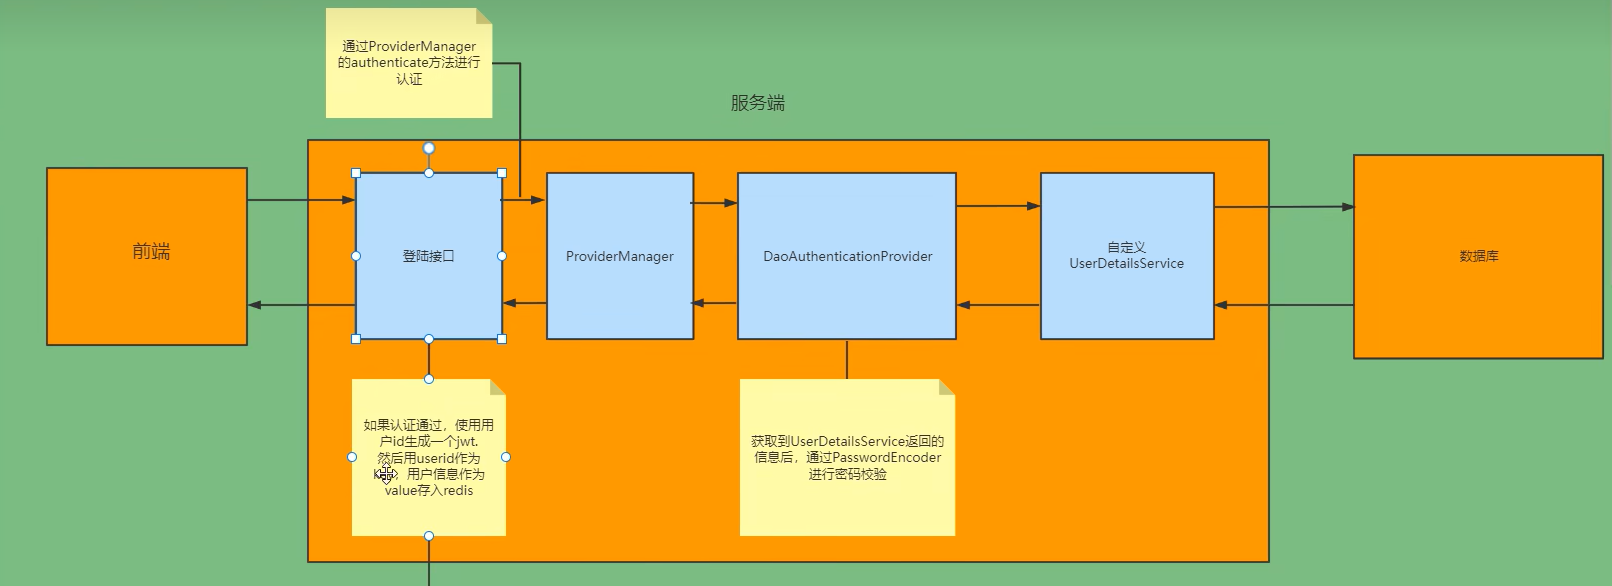 通过ProviderManager
的authenticate方法进行
认证
服务端
前端
登陆接口
ProviderManager
DaoAuthenticationProvider
自定义
UserDetailsService
数据库
如果认证通过，使用用
户id生成一个jwt.
然后用userid作为
，用户信息作为
value存入redis
获取到UserDetailsService返回的
信息后，通过PasswordEncoder
进行密码校验